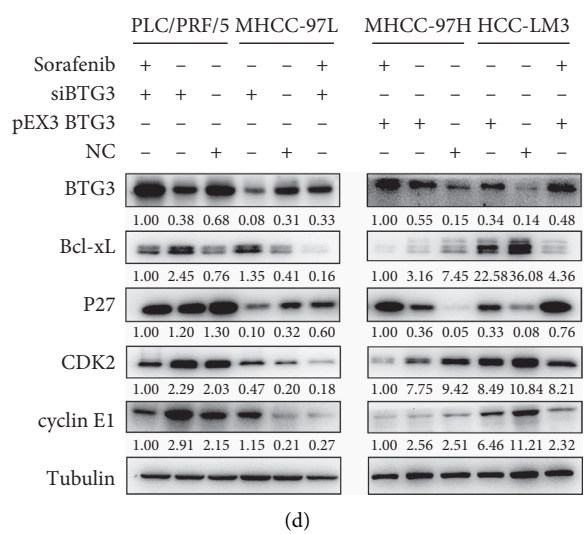 PLC/PRF/5 MHCC-97L MHCC-97H HCC-LM3
Sorafenib + – – – – + + – – – – +
siBTG3 + + – + – + – – – – – –
pEX3 BTG3 – – – – – – + + – + – +
NC – – + – + – – – + – + –
BTG3
1.00 0.38 0.68 0.08 0.31 0.33 1.00 0.55 0.15 0.34 0.14 0.48
Bcl-xL
1.00 2.45 0.76 1.35 0.41 0.16 1.00 3.16 7.45 22.58 36.08 4.36
P27
1.00 1.20 1.30 0.10 0.32 0.60 1.00 0.36 0.05 0.33 0.08 0.76
CDK2
1.00 2.29 2.03 0.47 0.20 0.18 1.00 7.75 9.42 8.49 10.84 8.21
cyclin E1
1.00 2.91 2.15 1.15 0.21 0.27 1.00 2.56 2.51 6.46 11.21 2.32
Tubulin
(d)